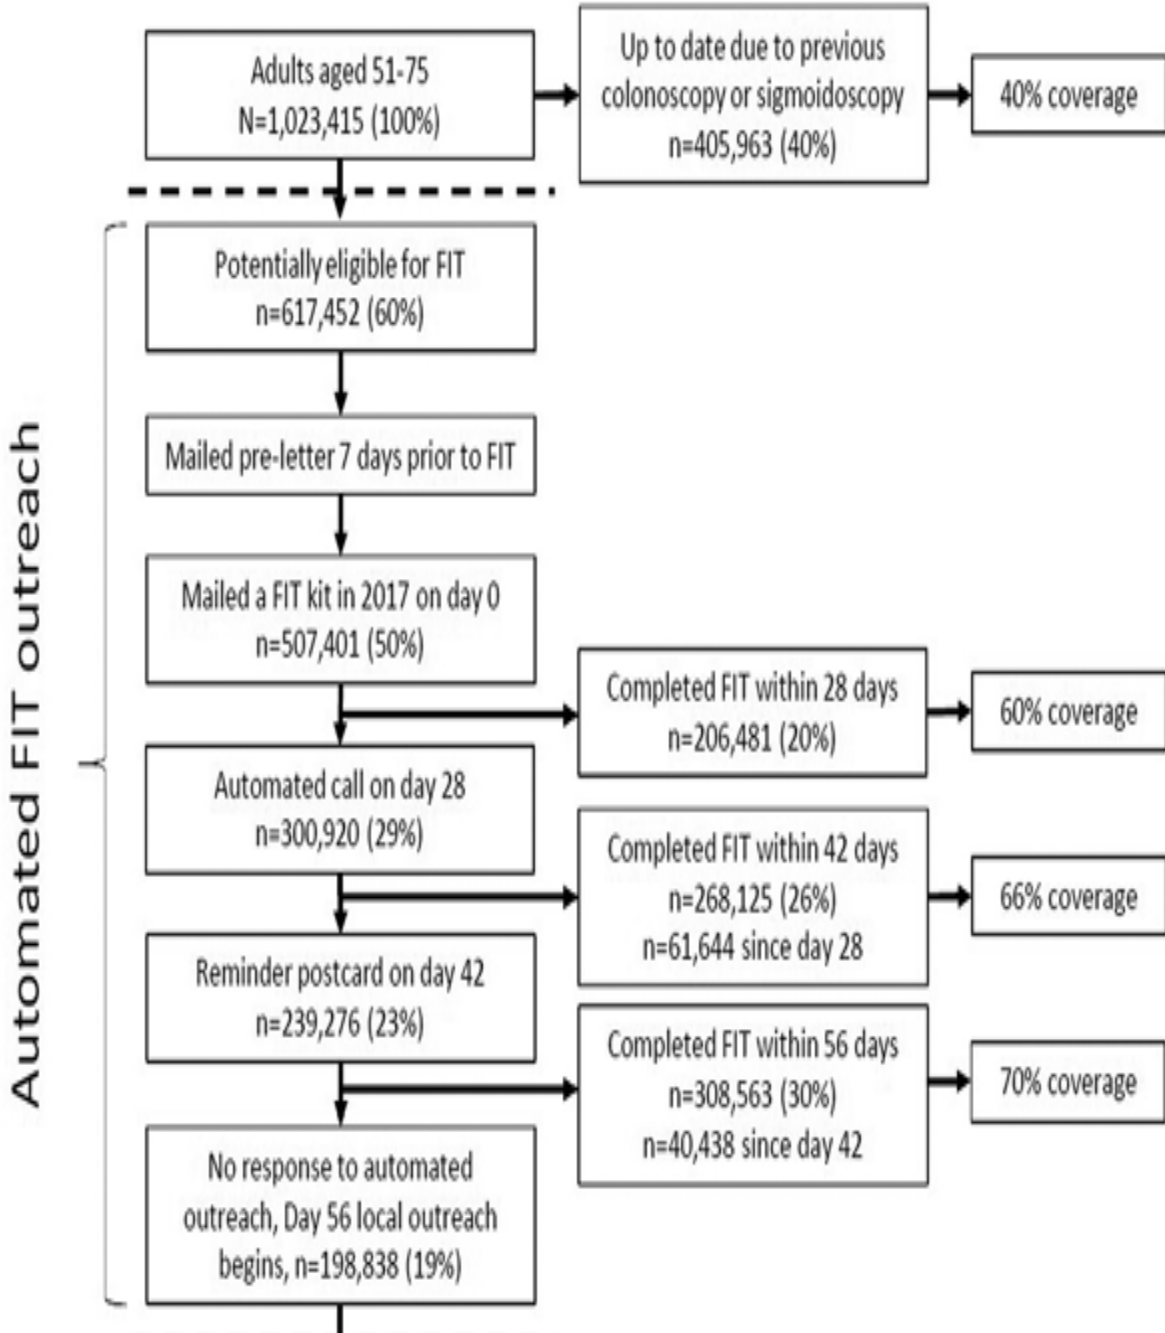 Adults aged 51-75
N=1,023,415 (100%)
Up to date due to previous
colonoscopy or sigmoidoscopy
n=405,963 (40%)
40% coverage
Automated FIT outreach
Potentially eligible for FIT
n=617,452 (60%)
Mailed pre-letter 7 days prior to FIT
Mailed a FIT kit in 2017 on day 0
n=507,401 (50%)
Completed FIT within 28 days
n=206,481 (20%)
60% coverage
Automated call on day 28
n=300,920 (29%)
Completed FIT within 42 days
n=268,125 (26%)
n=61,644 since day 28
66% coverage
Reminder postcard on day 42
n=239,276 (23%)
Completed FIT within 56 days
n=308,563 (30%)
n=40,438 since day 42
70% coverage
No response to automated
outreach, Day 56 local outreach
begins, n=198,838 (19%)